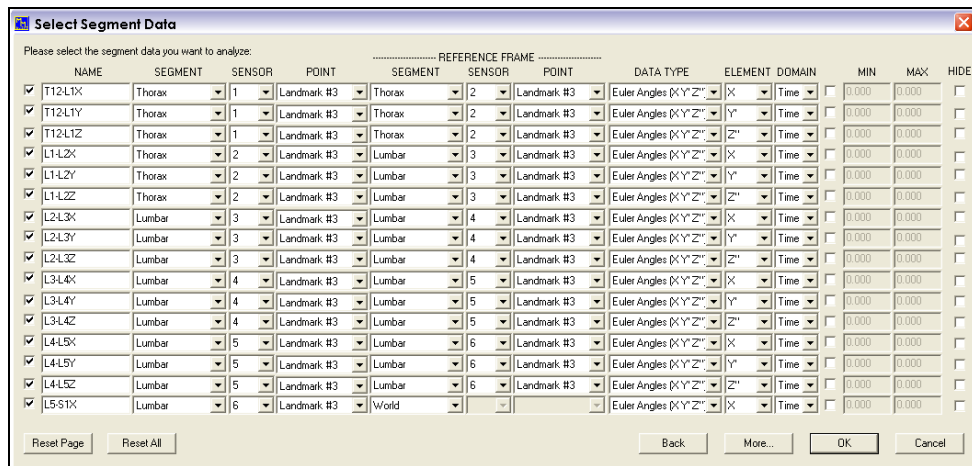 Select Segment Data
Please select the segment data you want to analyze:
---------------------- REFERENCE FRAME ----------------------
NAME SEGMENT SENSOR POINT SEGMENT SENSOR POINT DATA TYPE ELEMENT DOMAIN MIN MAX HIDE
T12-L1X Thorax 1 Landmark #3 Thorax 2 Landmark #3 Euler Angles (X Y' Z'') X Time 0.000 0.000
T12-L1Y Thorax 1 Landmark #3 Thorax 2 Landmark #3 Euler Angles (X Y' Z'') Y' Time 0.000 0.000
T12-L1Z Thorax 1 Landmark #3 Thorax 2 Landmark #3 Euler Angles (X Y' Z'') Z'' Time 0.000 0.000
L1-L2X Thorax 2 Landmark #3 Lumbar 3 Landmark #3 Euler Angles (X Y' Z'') X Time 0.000 0.000
L1-L2Y Thorax 2 Landmark #3 Lumbar 3 Landmark #3 Euler Angles (X Y' Z'') Y' Time 0.000 0.000
L1-L2Z Thorax 2 Landmark #3 Lumbar 3 Landmark #3 Euler Angles (X Y' Z'') Z'' Time 0.000 0.000
L2-L3X Lumbar 3 Landmark #3 Lumbar 4 Landmark #3 Euler Angles (X Y' Z'') X Time 0.000 0.000
L2-L3Y Lumbar 3 Landmark #3 Lumbar 4 Landmark #3 Euler Angles (X Y' Z'') Y' Time 0.000 0.000
L2-L3Z Lumbar 3 Landmark #3 Lumbar 4 Landmark #3 Euler Angles (X Y' Z'') Z'' Time 0.000 0.000
L3-L4X Lumbar 4 Landmark #3 Lumbar 5 Landmark #3 Euler Angles (X Y' Z'') X Time 0.000 0.000
L3-L4Y Lumbar 4 Landmark #3 Lumbar 5 Landmark #3 Euler Angles (X Y' Z'') Y' Time 0.000 0.000
L3-L4Z Lumbar 4 Landmark #3 Lumbar 5 Landmark #3 Euler Angles (X Y' Z'') Z'' Time 0.000 0.000
L4-L5X Lumbar 5 Landmark #3 Lumbar 6 Landmark #3 Euler Angles (X Y' Z'') X Time 0.000 0.000
L4-L5Y Lumbar 5 Landmark #3 Lumbar 6 Landmark #3 Euler Angles (X Y' Z'') Y' Time 0.000 0.000
L4-L5Z Lumbar 5 Landmark #3 Lumbar 6 Landmark #3 Euler Angles (X Y' Z'') Z'' Time 0.000 0.000
L5-S1X Lumbar 6 Landmark #3 World Euler Angles (X Y' Z'') X Time 0.000 0.000
Reset Page Reset All Back More... OK Cancel